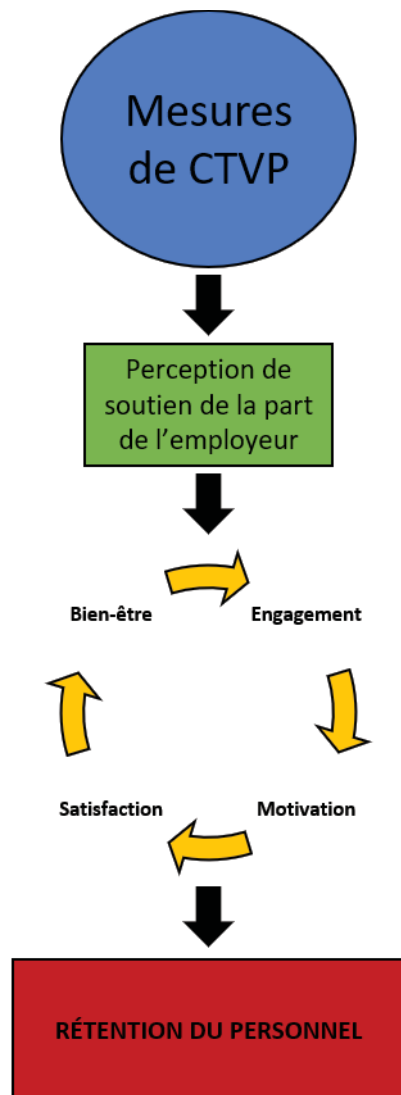 Mesures
de CTVP
Perception de
soutien de la part
de l'employeur
Bien-être
Engagement
Satisfaction
Motivation
RÉTENTION DU PERSONNEL